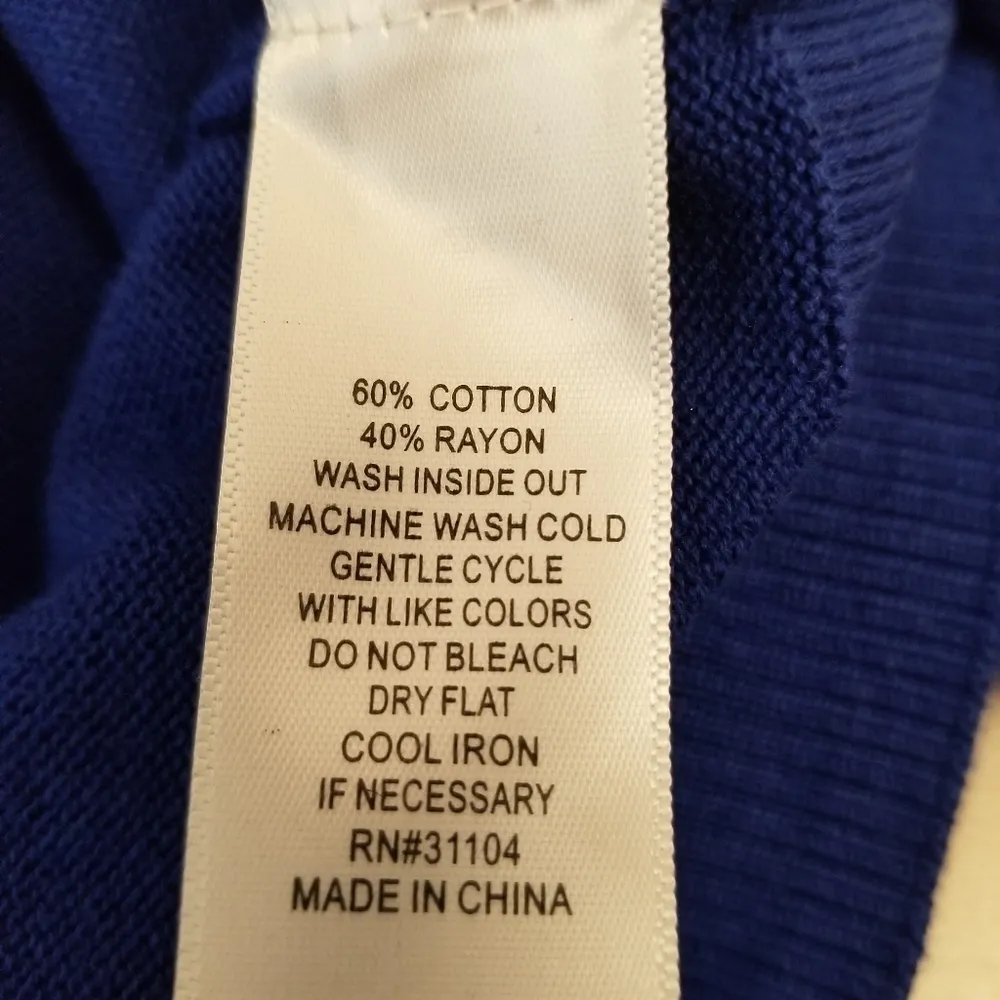 60% COTTON
40% RAYON
WASH INSIDE OUT
MACHINE WASH COLD
GENTLE CYCLE
WITH LIKE COLORS
DO NOT BLEACH
DRY FLAT
COOL IRON
IF NECESSARY
RN#31104
MADE IN CHINA